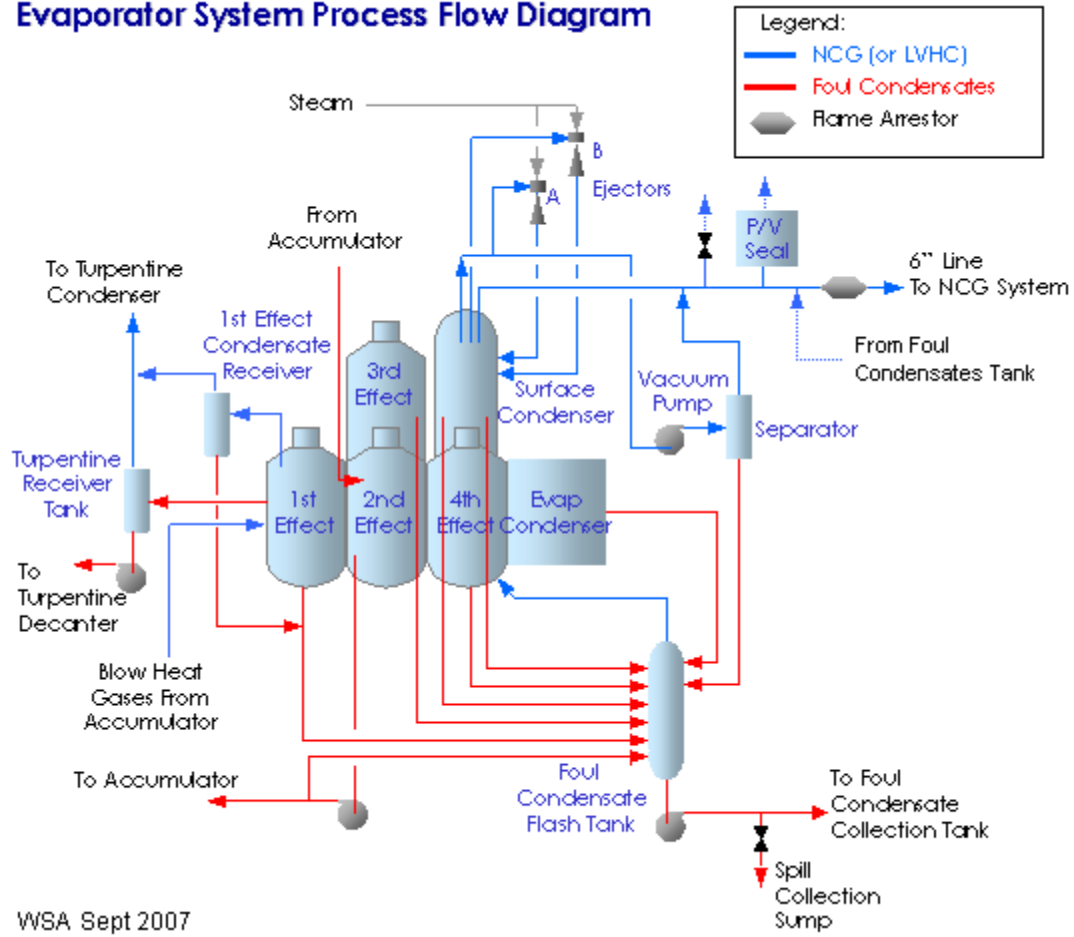 Evaporator System Process Flow Diagram
Legend:
NCG (or LVHC)
Foul Condensates
Flame Arrestor
Steam
B
A
Ejectors
From
Accumulator
P/V
Seal
6” Line
To NCG System
To Turpentine
Condenser
1st Effect
Condensate
Receiver
3rd
Effect
Surface
Condenser
Vacuum
Pump
From Foul
Condensates Tank
Separator
Turpentine
Receiver
Tank
1st
Effect
2nd
Effect
4th
Effect
Evap
Condenser
To
Turpentine
Decanter
Blow Heat
Gases From
Accumulator
To Accumulator
Foul
Condensate
Flash Tank
To Foul
Condensate
Collection Tank
Spill
Collection
Sump
WSA Sept 2007